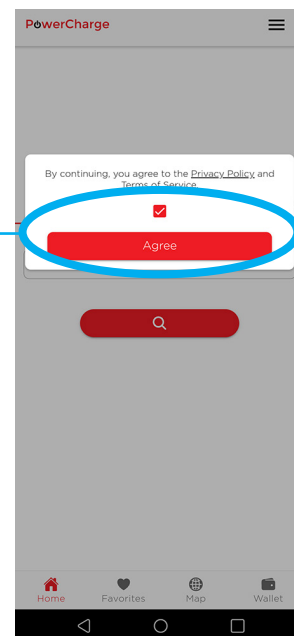 PowerCharge
By continuing, you agree to the Privacy Policy and
Terms of Service
Agree
Home Favorites Map Wallet